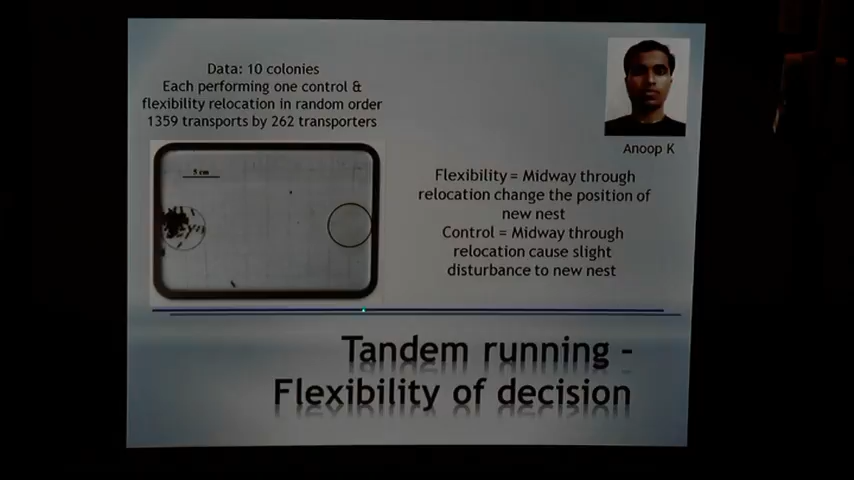 Data: 10 colonies
Each performing one control &
flexibility relocation in random order
1359 transports by 262 transporters
5 cm
Anoop K
Flexibility = Midway through
relocation change the position of
new nest
Control = Midway through
relocation cause slight
disturbance to new nest
Tandem running -
Flexibility of decision